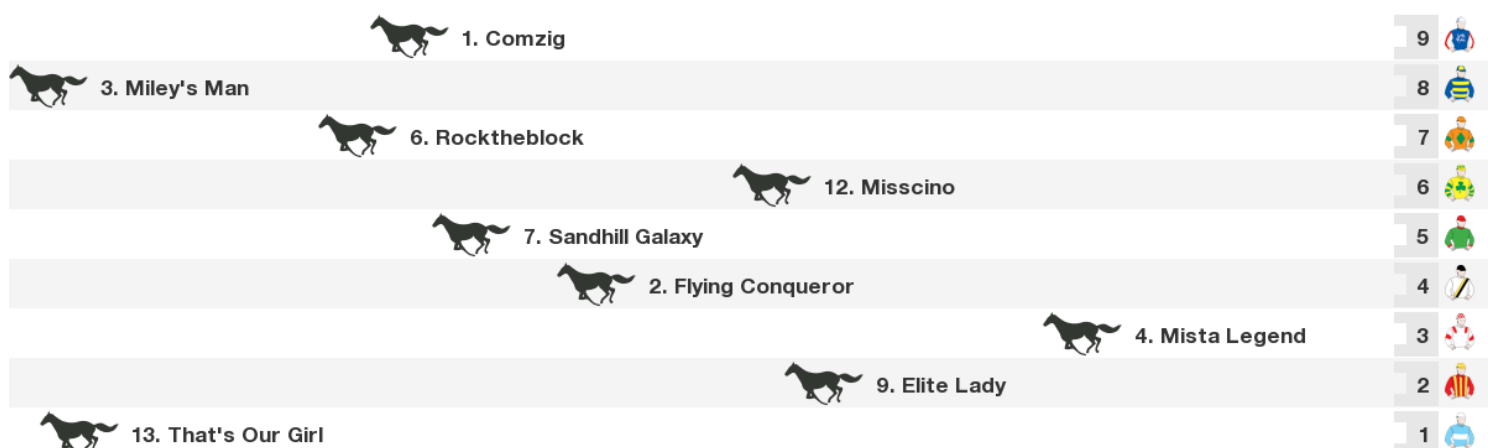 1. Comzig 9
3. Miley's Man 8
6. Rocktheblock 7
12. Misscino 6
7. Sandhill Galaxy 5
2. Flying Conqueror 4
4. Mista Legend 3
9. Elite Lady 2
13. That's Our Girl 1